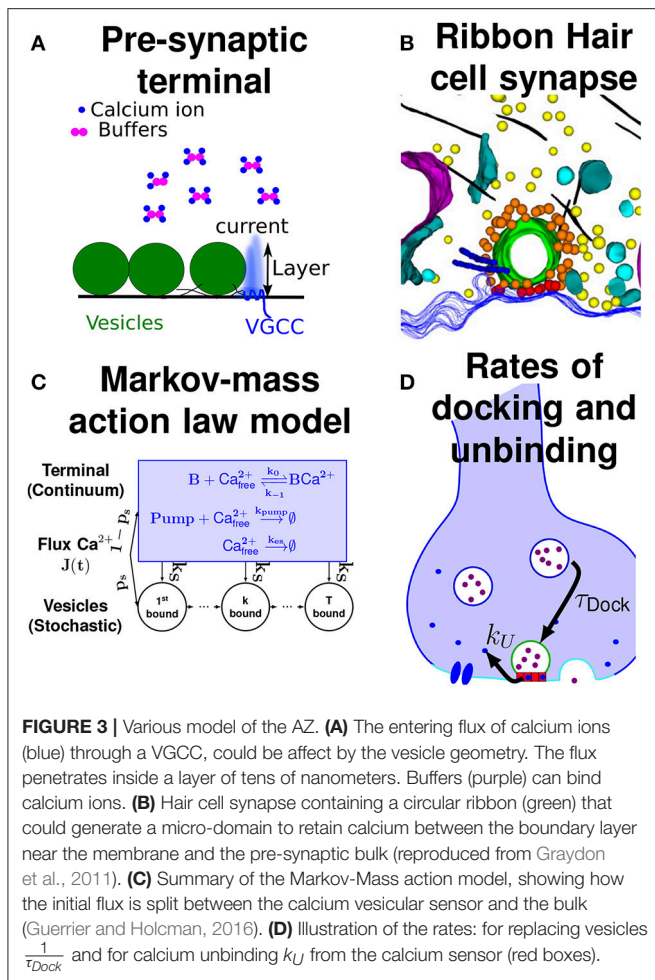 A
Pre-synaptic
terminal
Calcium ion
Buffers
current
Layer
Vesicles
VGCC
B
Ribbon Hair
cell synapse
C
Markov-mass
action law model
Terminal
(Continuum)
B + Ca²⁺free k₀ ⇌ k₋₁ BCa²⁺
Pump + Ca²⁺free kpump → ∅
Ca²⁺free kes → ∅
1 − pₛ
Flux Ca²⁺
J(t)
pₛ
kS kS kS
Vesicles
(Stochastic)
1st
bound
...
k
bound
...
T
bound
D
Rates of
docking and
unbinding
τDock
kU
FIGURE 3 | Various model of the AZ. (A) The entering flux of calcium ions
(blue) through a VGCC, could be affect by the vesicle geometry. The flux
penetrates inside a layer of tens of nanometers. Buffers (purple) can bind
calcium ions. (B) Hair cell synapse containing a circular ribbon (green) that
could generate a micro-domain to retain calcium between the boundary layer
near the membrane and the pre-synaptic bulk (reproduced from Graydon
et al., 2011). (C) Summary of the Markov-Mass action model, showing how
the initial flux is split between the calcium vesicular sensor and the bulk
(Guerrier and Holcman, 2016). (D) Illustration of the rates: for replacing vesicles
1/τDock and for calcium unbinding kU from the calcium sensor (red boxes).